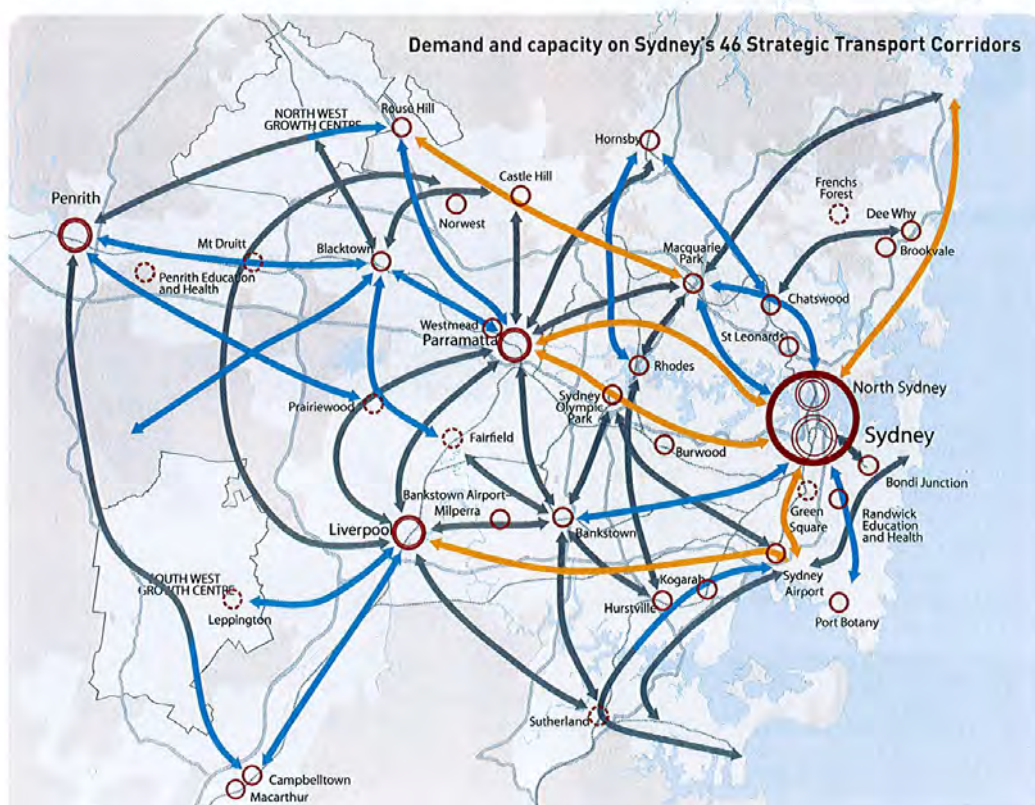 Demand and capacity on Sydney's 46 Strategic Transport Corridors
Rouse Hill
NORTH WEST
GROWTH CENTRE
Hornsby
Penrith
Castle Hill
Norwest
Frenchs
Forest
Dee Why
Brookvale
Mt Druitt
Blacktown
Penrith Education
and Health
Macquarie
Park
Chatswood
Westmead
Parramatta
St Leonards
Rhodes
North Sydney
Prairiewood
Sydney
Olympic
Park
Sydney
Fairfield
Burwood
Bondi Junction
Bankstown Airport–
Milperra
Green
Square
Randwick
Education
and Health
Liverpool
Bankstown
Sydney
Airport
Kogarah
SOUTH WEST
GROWTH CENTRE
Leppington
Hurstville
Port Botany
Sutherland
Campbelltown
Macarthur